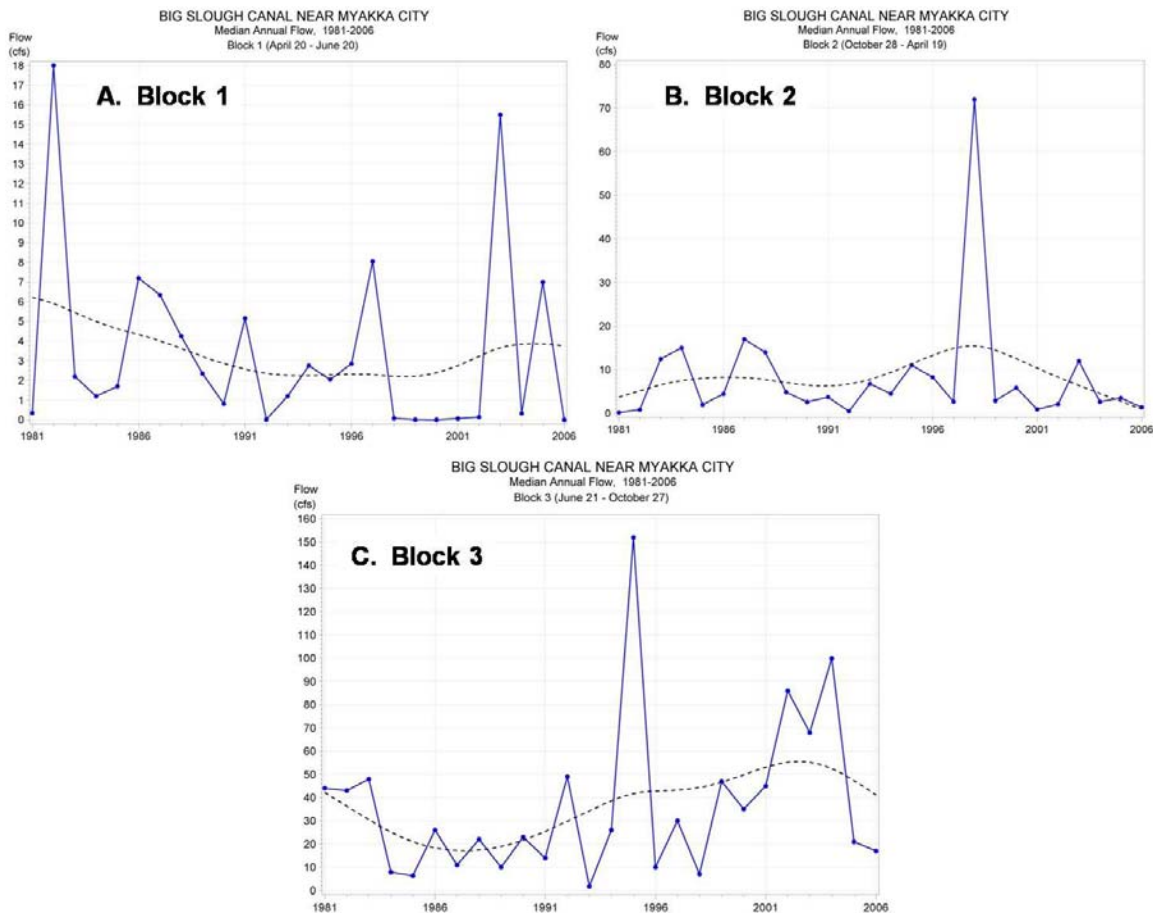 BIG SLOUGH CANAL NEAR MYAKKA CITY
Median Annual Flow, 1981-2006
Block 1 (April 20 - June 20)
Flow
(cfs)
A. Block 1
18
17
16
15
14
13
12
11
10
9
8
7
6
5
4
3
2
1
0
1981 1986 1991 1996 2001 2006
BIG SLOUGH CANAL NEAR MYAKKA CITY
Median Annual Flow, 1981-2006
Block 2 (October 28 - April 19)
Flow
(cfs)
B. Block 2
80
70
60
50
40
30
20
10
0
1981 1986 1991 1996 2001 2006
BIG SLOUGH CANAL NEAR MYAKKA CITY
Median Annual Flow, 1981-2006
Block 3 (June 21 - October 27)
Flow
(cfs)
C. Block 3
160
150
140
130
120
110
100
90
80
70
60
50
40
30
20
10
0
1981 1986 1991 1996 2001 2006